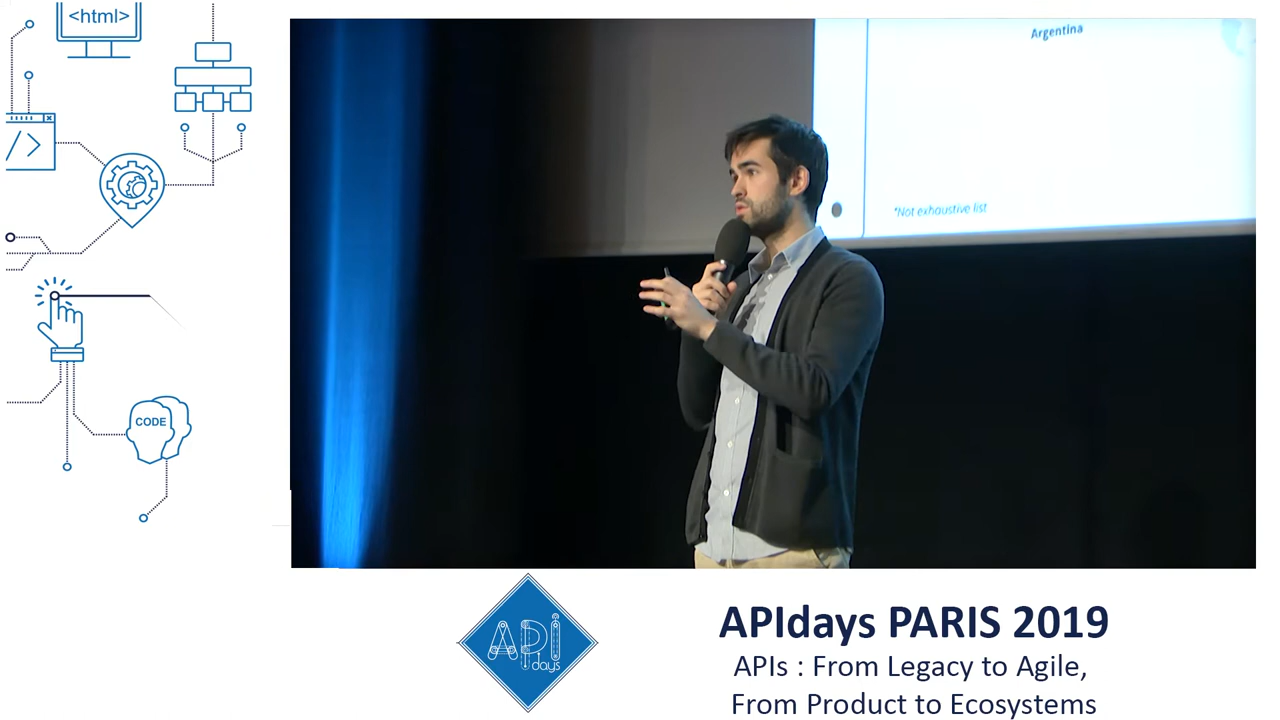 <html>
Argentina
</>
*Not exhaustive list
CODE
API
days
APIdays PARIS 2019
APIs : From Legacy to Agile,
From Product to Ecosystems